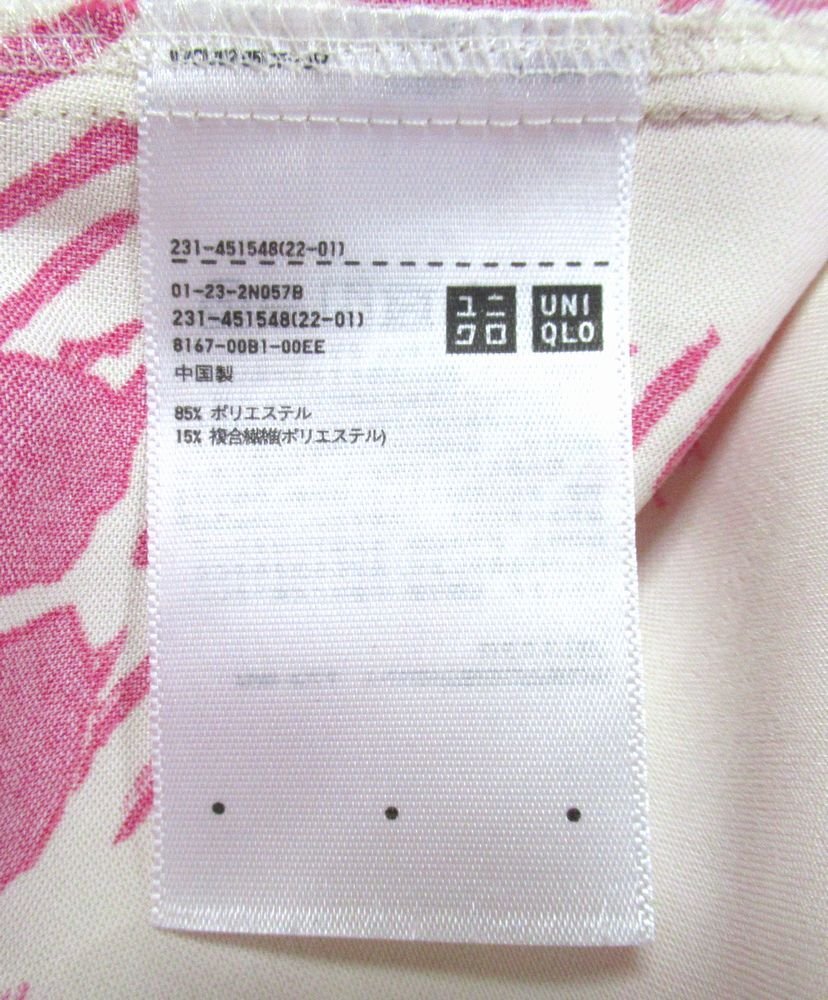 231-451548(22-01)
01-23-2N057B
231-451548(22-01)
8167-00B1-00EE
中国製
ユニ
クロ
UNI
QLO
85% ポリエステル
15% 複合繊維(ポリエステル)